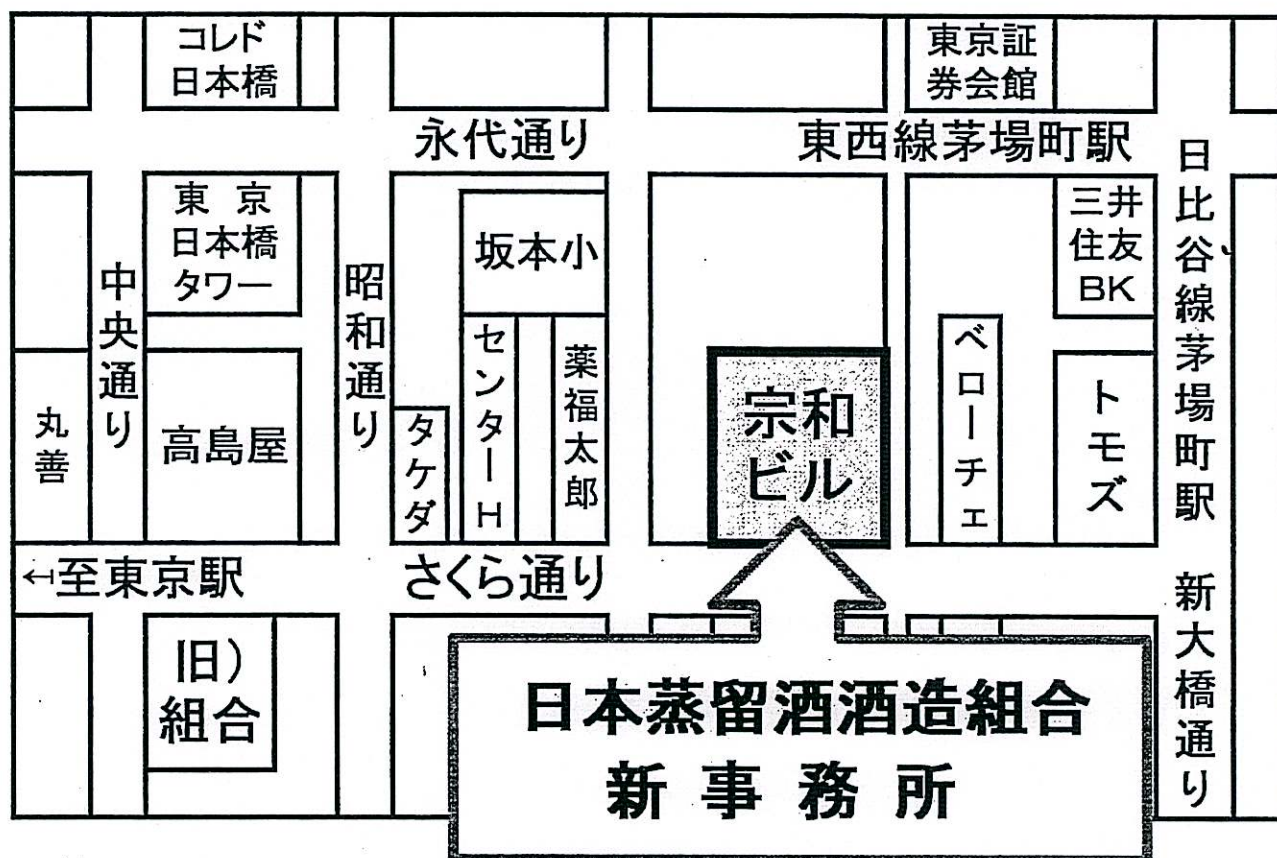 コレド
日本橋
東京証
券会館
永代通り
東西線茅場町駅
東京
日本橋
タワー
坂本小
三井
住友
BK
中央通り
昭和通り
日比谷線茅場町駅
丸善
高島屋
タケダ
センターH
薬福太郎
宗和
ビル
ベローチェ
トモズ
←至東京駅
さくら通り
新大橋通り
旧)
組合
日本蒸留酒酒造組合
新事務所